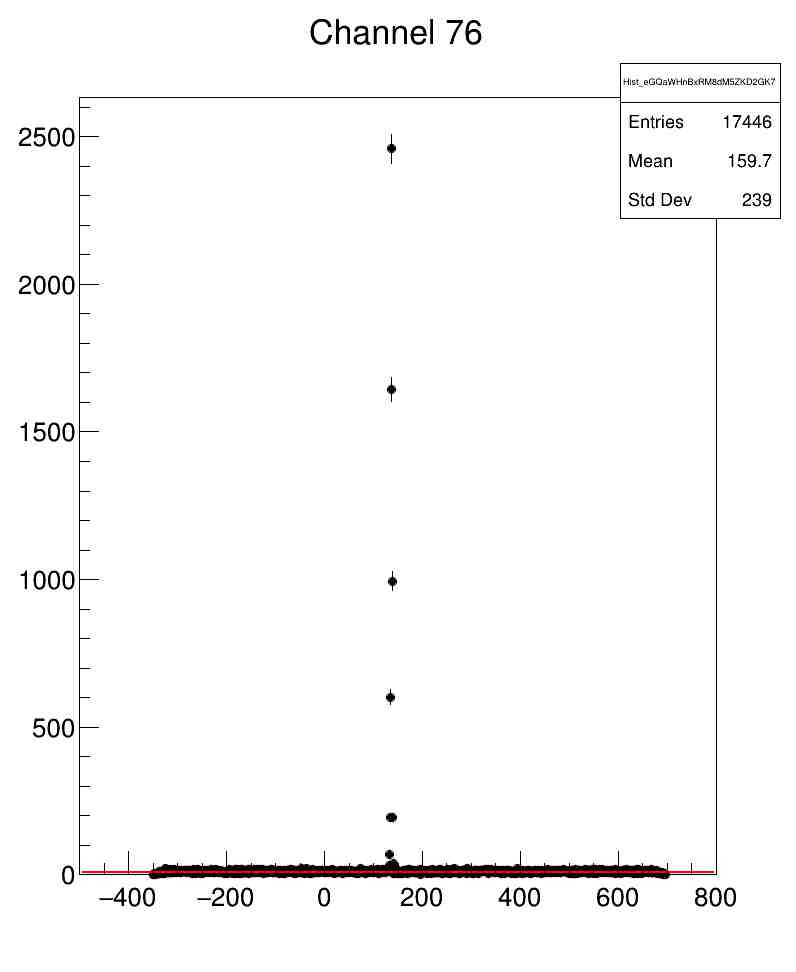 Channel 76
Hist_eGQaWHnBxRM8dM5ZKD2GK7
Entries 17446
Mean 159.7
Std Dev 239
2500
2000
1500
1000
500
0
−400 −200 0 200 400 600 800